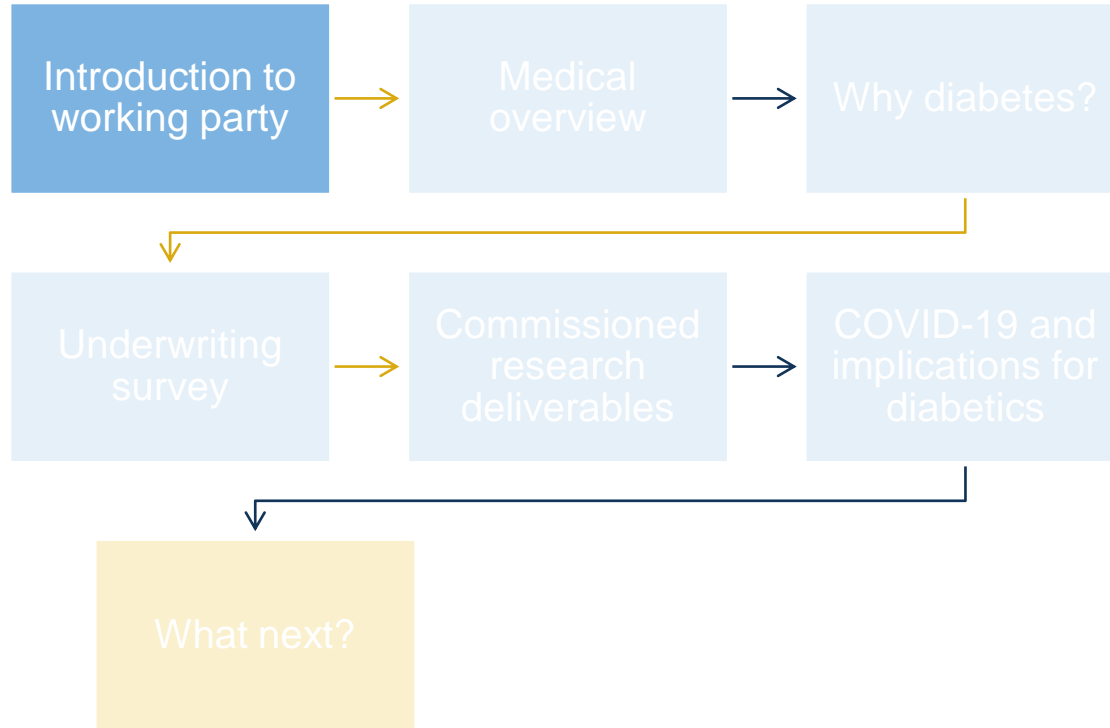 Introduction to
working party
Medical
overview
Why diabetes?
Underwriting
survey
Commissioned
research
deliverables
COVID-19 and
implications for
diabetics
What next?